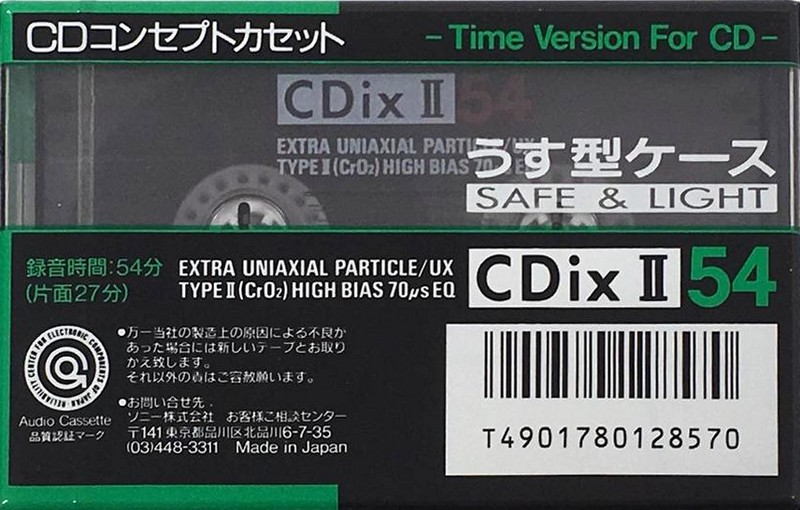 CDコンセプトカセット
- Time Version For CD -
CDix II 54
EXTRA UNIAXIAL PARTICLE/UX
TYPE II (CrO₂) HIGH BIAS 70
うす型ケース
SAFE & LIGHT
録音時間:54分
(片面27分)
EXTRA UNIAXIAL PARTICLE/UX
TYPE II (CrO₂) HIGH BIAS 70μs EQ
CDix II 54
●万一当社の製造上の原因による不良か
あった場合には新しいテープとお取り
かえ致します。
それ以外の責はご容赦願います。
●お問い合せ先.
ソニー株式会社 お客様ご相談センター
〒141 東京都品川区北品川6-7-35
(03)448-3311 Made in Japan
RELIABILITY CENTER FOR ELECTRONIC COMPONENTS OF JAPAN
Audio Cassette
品質認証マーク
T4901780128570